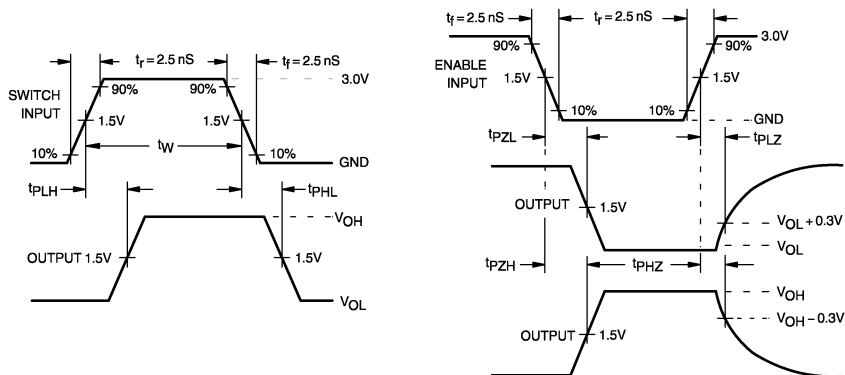 tr = 2.5 nS
tf = 2.5 nS
90%
90%
3.0V
SWITCH
INPUT
1.5V
1.5V
tW
10%
10%
GND
tPLH
tPHL
VOH
OUTPUT 1.5V
1.5V
VOL
tf = 2.5 nS
tr = 2.5 nS
3.0V
90%
90%
ENABLE
INPUT
1.5V
1.5V
10%
10%
GND
tPZL
tPLZ
OUTPUT
1.5V
VOL + 0.3V
VOL
tPZH
tPHZ
VOH
VOH – 0.3V
OUTPUT
1.5V